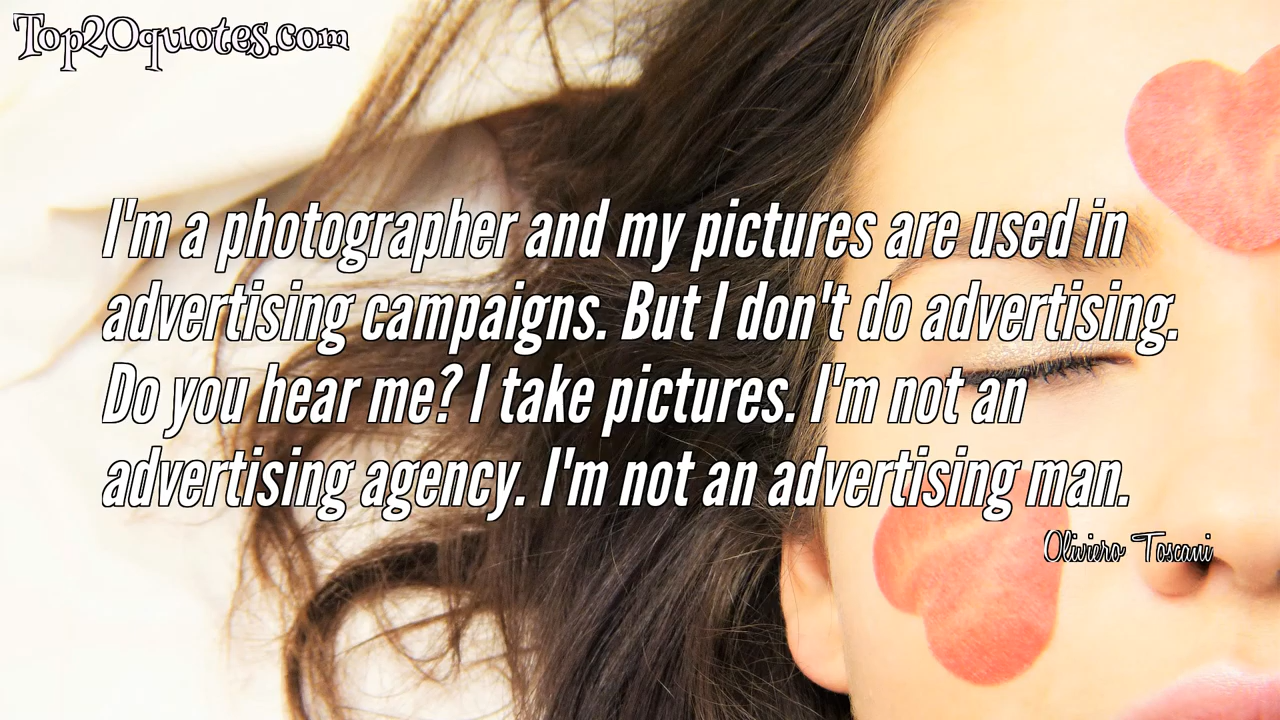 Top20quotes.com
I'm a photographer and my pictures are used in
advertising campaigns. But I don't do advertising.
Do you hear me? I take pictures. I'm not an
advertising agency. I'm not an advertising man.
Oliviero Toscani